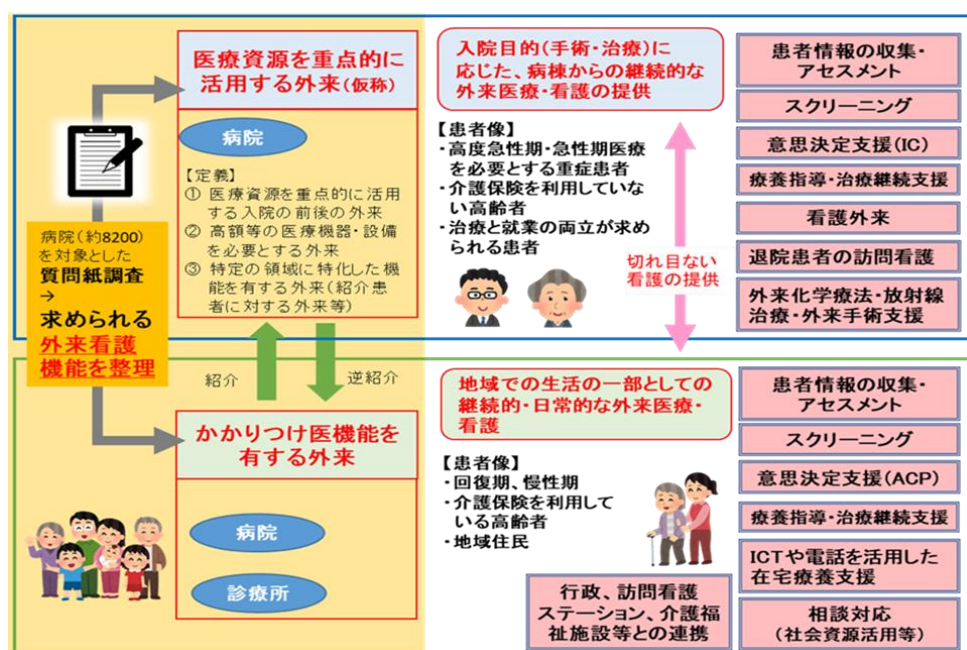 医療資源を重点的に
活用する外来(仮称)
病院
【定義】
① 医療資源を重点的に活用
する入院の前後の外来
② 高額等の医療機器・設備
を必要とする外来
③ 特定の領域に特化した機
能を有する外来(紹介患
者に対する外来等)
病院(約8200)
を対象とした
質問紙調査
→
求められる
外来看護
機能を整理
紹介
逆紹介
かかりつけ医機能を
有する外来
病院
診療所
入院目的(手術・治療)に
応じた、病棟からの継続的な
外来医療・看護の提供
【患者像】
・高度急性期・急性期医療
を必要とする重症患者
・介護保険を利用していな
い高齢者
・治療と就業の両立が求め
られる患者
切れ目ない
看護の提供
患者情報の収集・
アセスメント
スクリーニング
意思決定支援(IC)
療養指導・治療継続支援
看護外来
退院患者の訪問看護
外来化学療法・放射線
治療・外来手術支援
地域での生活の一部としての
継続的・日常的な外来医療・
看護
【患者像】
・回復期、慢性期
・介護保険を利用して
いる高齢者
・地域住民
行政、訪問看護
ステーション、介護福
祉施設等との連携
患者情報の収集・
アセスメント
スクリーニング
意思決定支援(ACP)
療養指導・治療継続支援
ICTや電話を活用した
在宅療養支援
相談対応
(社会資源活用等)